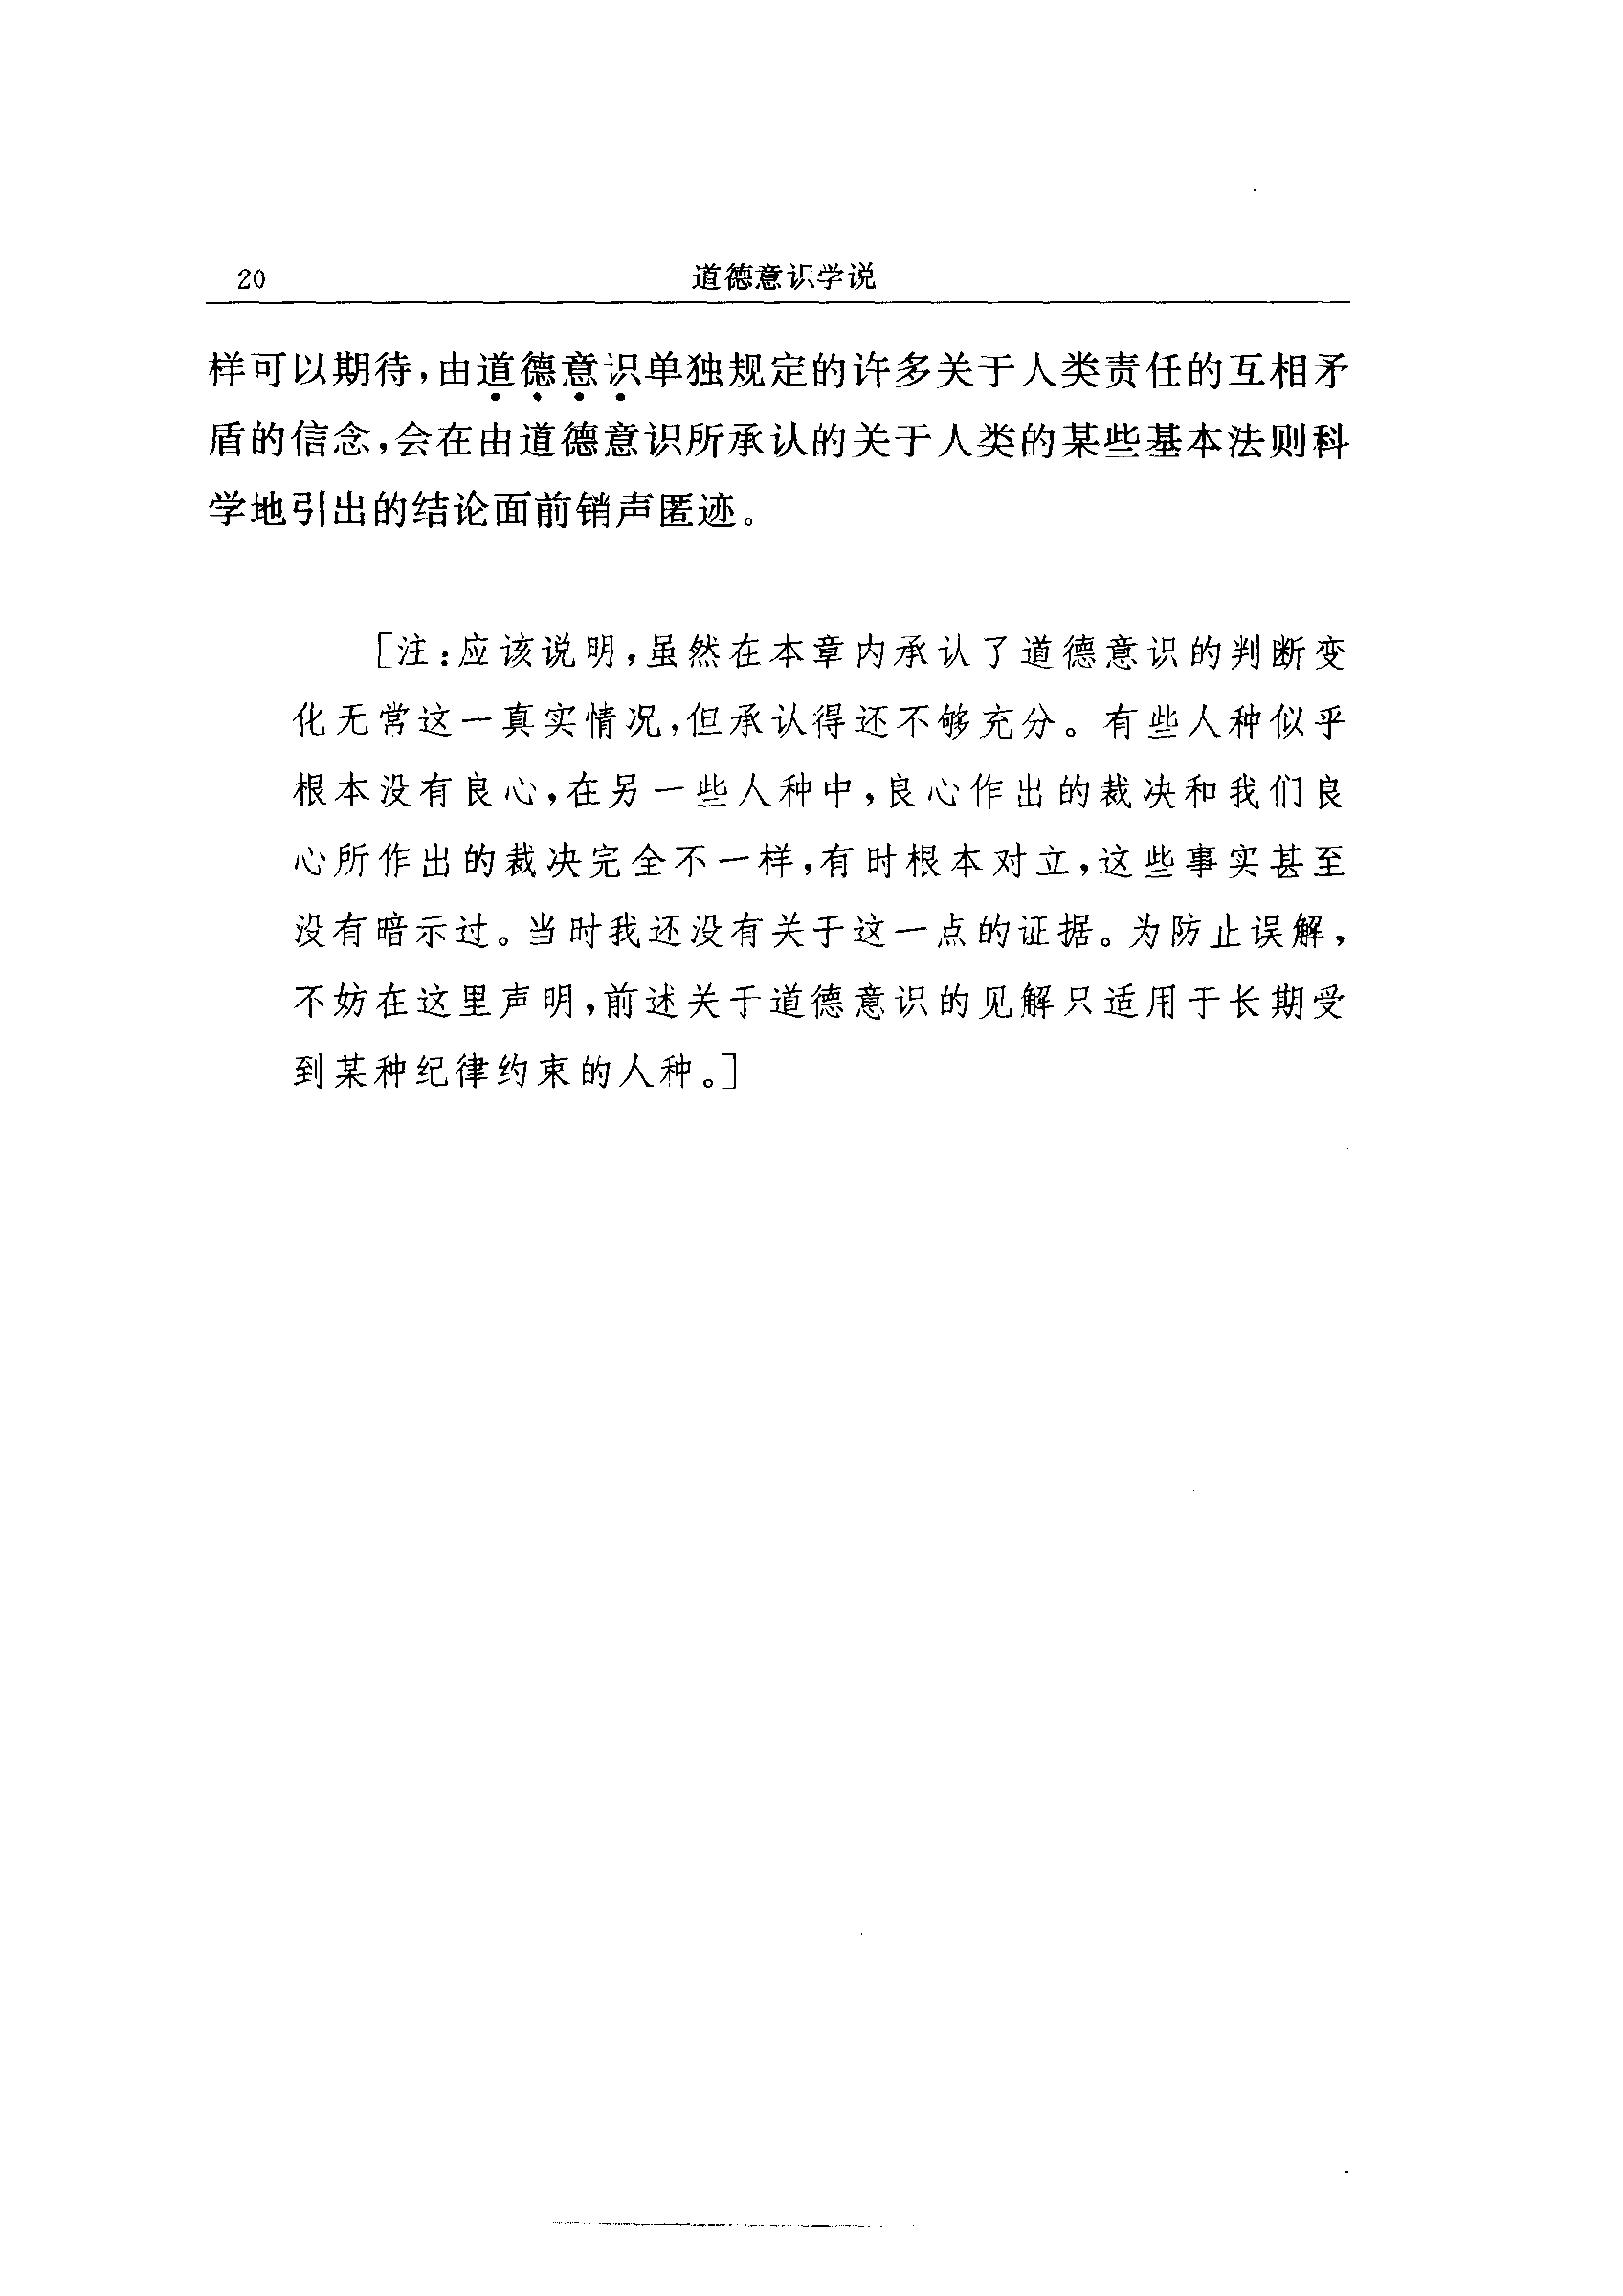 20 道德意识学说
样可以期待,由道德意识单独规定的许多关于人类责任的互相矛
盾的信念,会在由道德意识所承认的关于人类的某些基本法则科
学地引出的结论面前销声匿迹。
[注:应该说明,虽然在本章内承认了道德意识的判断变
化无常这一真实情况,但承认得还不够充分。有些人种似乎
根本没有良心,在另一些人种中,良心作出的裁决和我们良
心所作出的裁决完全不一样,有时根本对立,这些事实甚至
没有暗示过。当时我还没有关于这一点的证据。为防止误解,
不妨在这里声明,前述关于道德意识的见解只适用于长期受
到某种纪律约束的人种。]